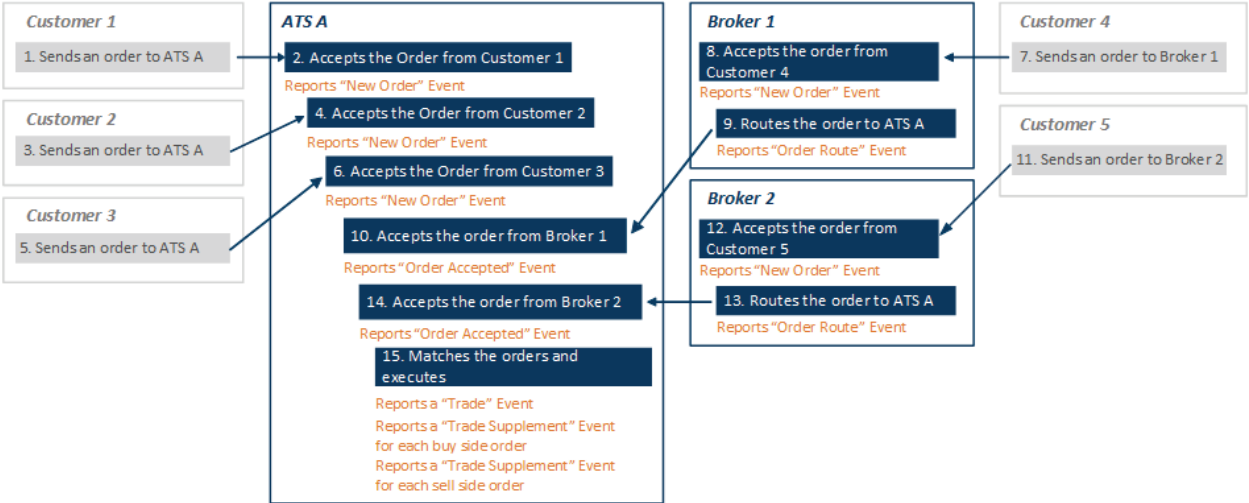 Customer 1
1. Sends an order to ATS A
Customer 2
3. Sends an order to ATS A
Customer 3
5. Sends an order to ATS A
ATS A
2. Accepts the Order from Customer 1
Reports "New Order" Event
4. Accepts the Order from Customer 2
Reports "New Order" Event
6. Accepts the Order from Customer 3
Reports "New Order" Event
10. Accepts the order from Broker 1
Reports "Order Accepted" Event
14. Accepts the order from Broker 2
Reports "Order Accepted" Event
15. Matches the orders and
executes
Reports a "Trade" Event
Reports a "Trade Supplement" Event
for each buy side order
Reports a "Trade Supplement" Event
for each sell side order
Broker 1
8. Accepts the order from
Customer 4
Reports "New Order" Event
9. Routes the order to ATS A
Reports "Order Route" Event
Broker 2
12. Accepts the order from
Customer 5
Reports "New Order" Event
13. Routes the order to ATS A
Reports "Order Route" Event
Customer 4
7. Sends an order to Broker 1
Customer 5
11. Sends an order to Broker 2